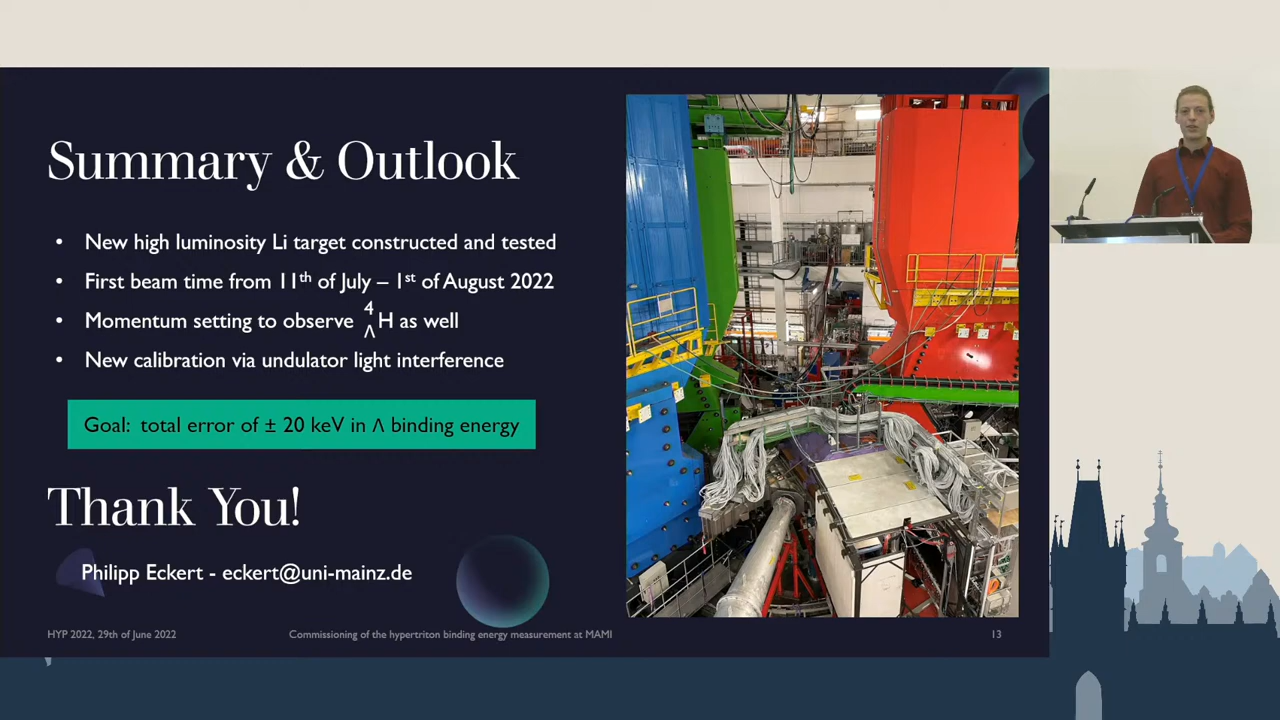 Summary & Outlook
• New high luminosity Li target constructed and tested
• First beam time from 11th of July – 1st of August 2022
• Momentum setting to observe ⁴ΛH as well
• New calibration via undulator light interference
Goal: total error of ± 20 keV in Λ binding energy
Thank You!
Philipp Eckert - eckert@uni-mainz.de
HYP 2022, 29th of June 2022
Commissioning of the hypertriton binding energy measurement at MAMI
13